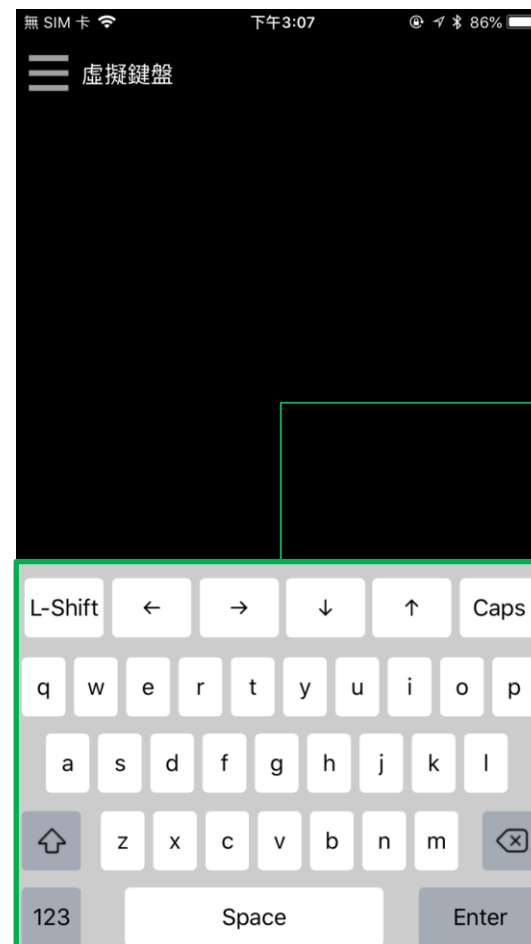 無 SIM 卡 下午3:07 86%
虛擬鍵盤
L-Shift ← → ↓ ↑ Caps
q w e r t y u i o p
a s d f g h j k l
z x c v b n m
123 Space Enter